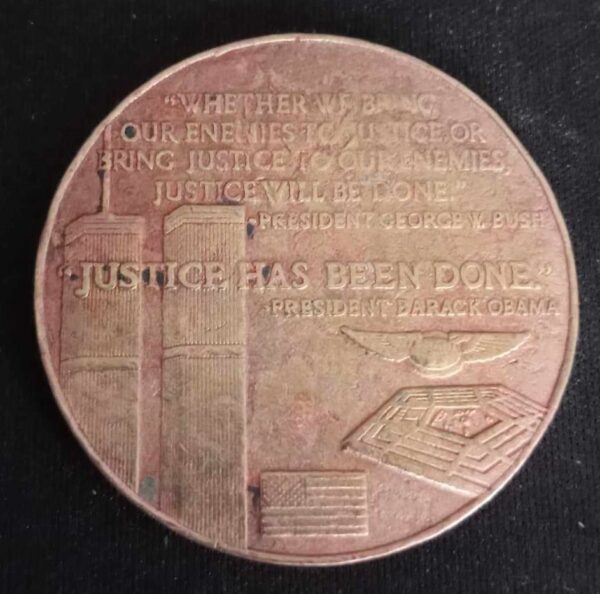 "WHETHER WE BRING
OUR ENEMIES TO JUSTICE OR
BRING JUSTICE TO OUR ENEMIES,
JUSTICE WILL BE DONE."
-PRESIDENT GEORGE W. BUSH
"JUSTICE HAS BEEN DONE."
-PRESIDENT BARACK OBAMA